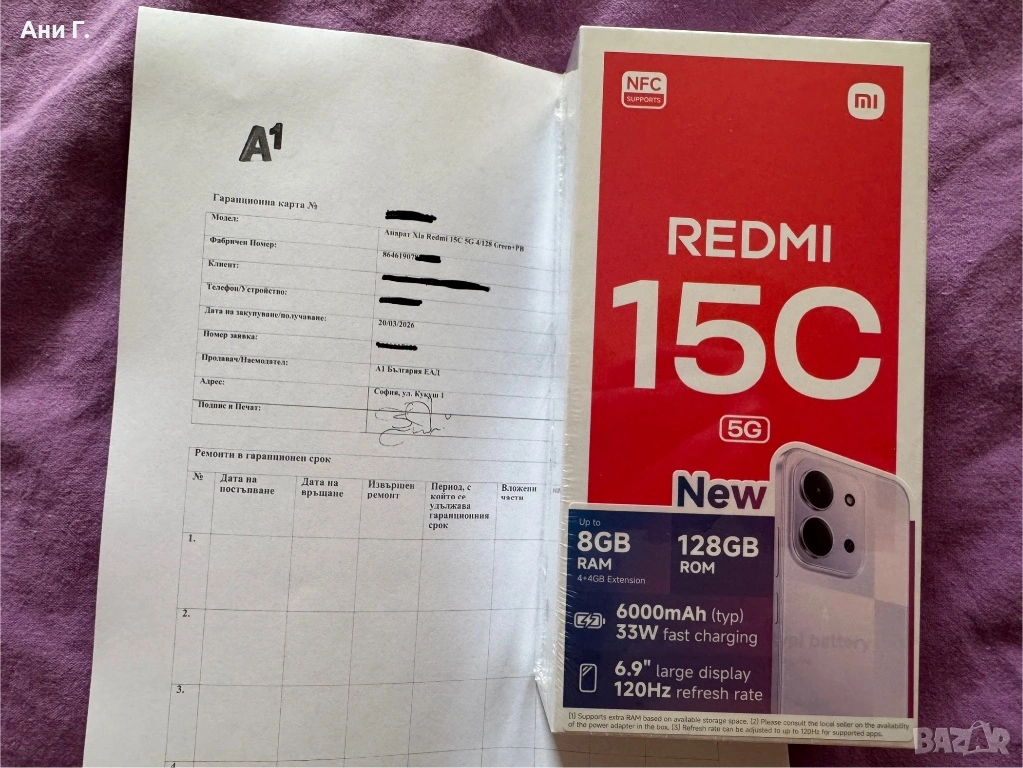 Ани Г.
A1
Гаранционна карта №
Модел:
Апарат Xia Redmi 15C 5G 4/128 Green+PB
Фабричен Номер:
864619078
Клиент:
Телефон/Устройство:
Дата на закупуване/получаване:
20/03/2026
Номер заявка:
Продавач/Наемодател:
А1 България ЕАД
Адрес:
София, ул. Кукуш 1
Подпис и Печат:
Ремонти в гаранционен срок
№
Дата на
постъпване
Дата на
връщане
Извършен
ремонт
Период, с
който се
удължава
гаранционния
срок
Вложени
части
1.
2.
3.
4
NFC
SUPPORTS
mi
REDMI
15C
5G
New
Up to
8GB
RAM
4+4GB Extension
128GB
ROM
6000mAh (typ)
33W fast charging
6.9" large display
120Hz refresh rate
[1] Supports extra RAM based on available storage space. [2] Please consult the local seller on the availability
of the power adapter in the box. [3] Refresh rate can be adjusted to up to 120Hz for supported apps.
BAZAR